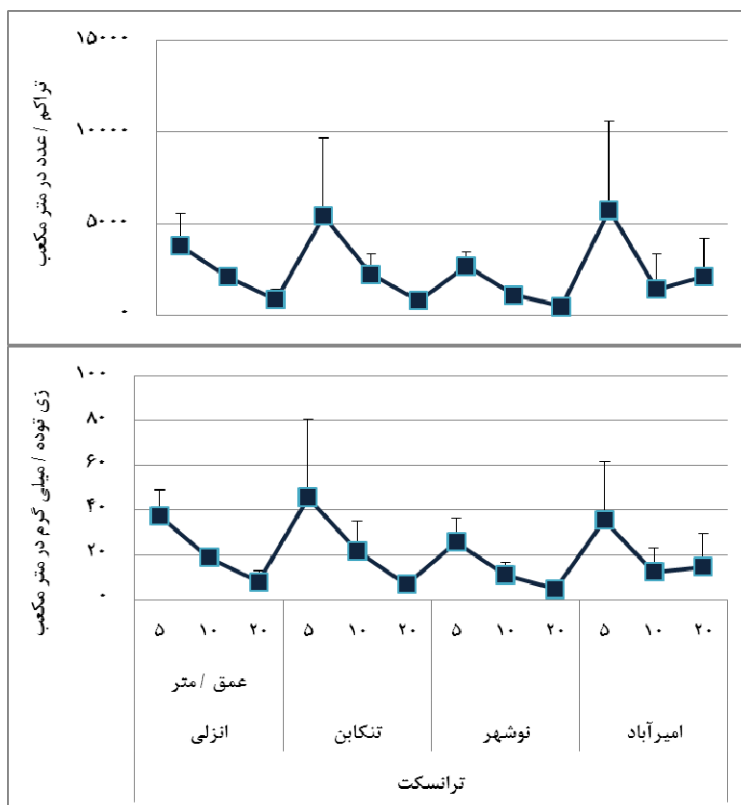 ۱۵۰۰۰
۱۰۰۰۰
۵۰۰۰
۰
تراکم / عدد در متر مکعب
۱۰۰
۸۰
۶۰
۴۰
۲۰
۰
زی توده / میلی گرم در متر مکعب
۵ ۱۰ ۲۰ ۵ ۱۰ ۲۰ ۵ ۱۰ ۲۰ ۵ ۱۰ ۲۰
عمق / متر
انزلی تنکابن نوشهر امیرآباد
ترانسکت